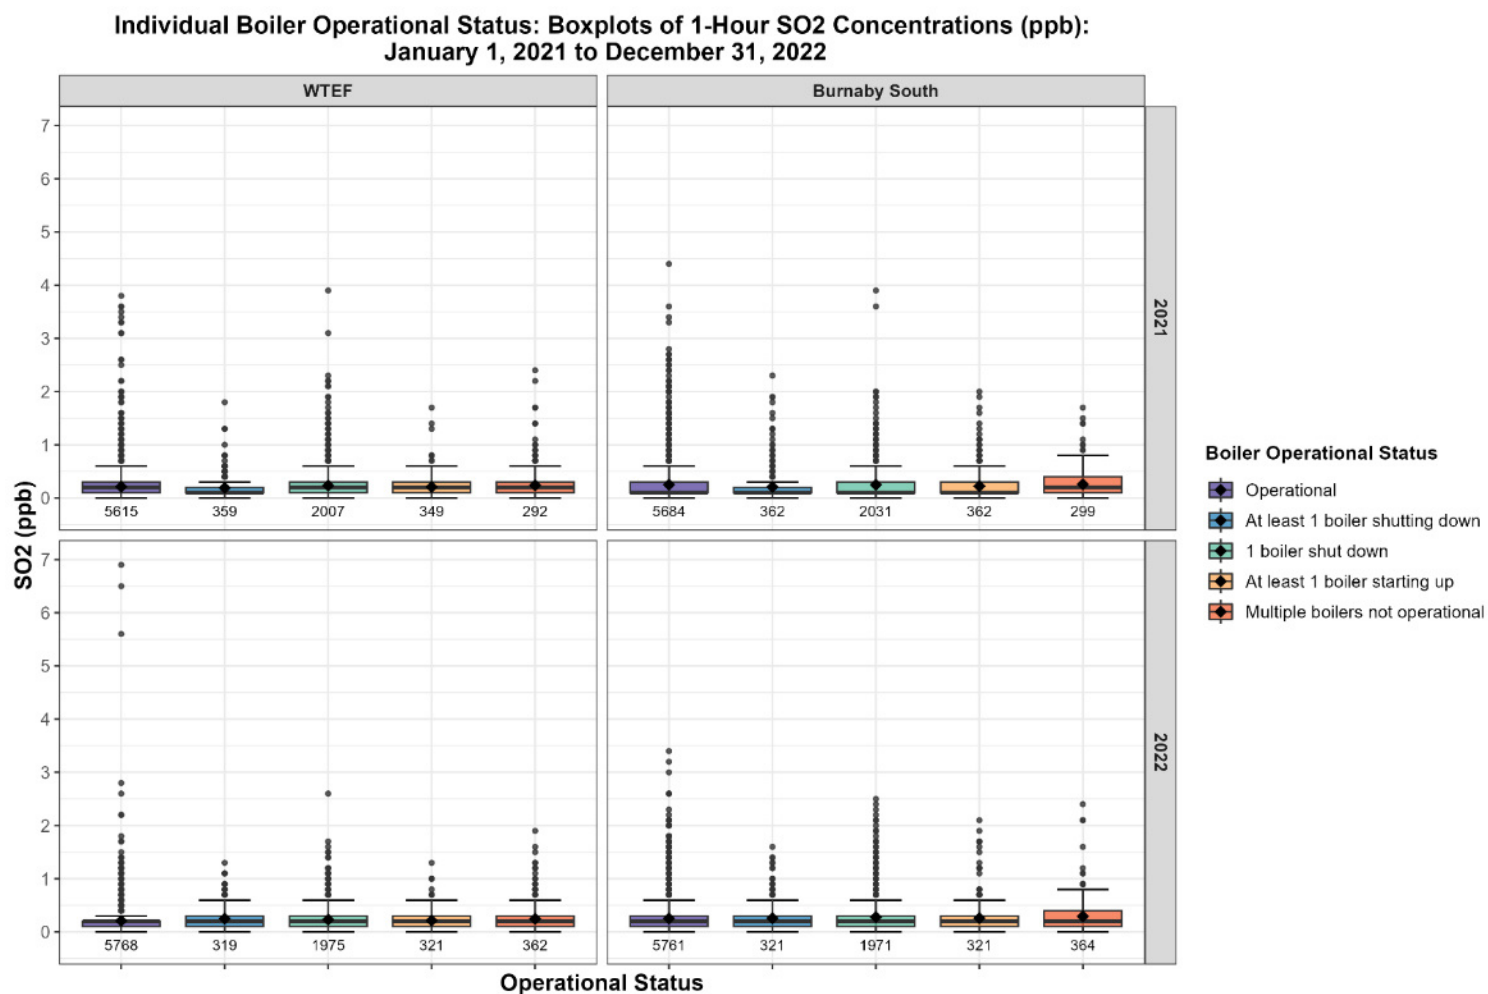 Individual Boiler Operational Status: Boxplots of 1-Hour SO2 Concentrations (ppb):
January 1, 2021 to December 31, 2022
WTEF
Burnaby South
7
6
5
4
3
2
1
0
5615 359 2007 349 292
5684 362 2031 362 299
2021
7
6
5
4
3
2
1
0
5768 319 1975 321 362
5761 321 1971 321 364
2022
SO2 (ppb)
Operational Status
Boiler Operational Status
Operational
At least 1 boiler shutting down
1 boiler shut down
At least 1 boiler starting up
Multiple boilers not operational